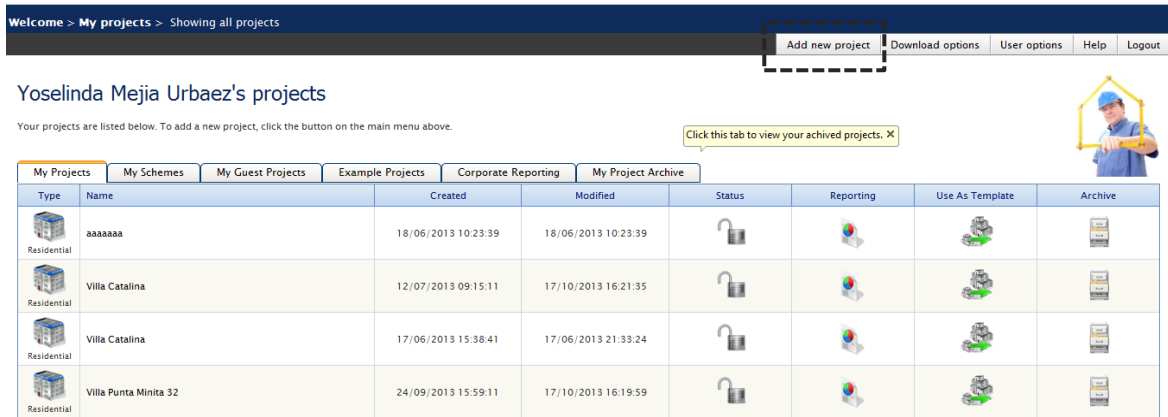 Welcome > My projects > Showing all projects
Add new project Download options User options Help Logout
Yoselinda Mejia Urbaez's projects
Your projects are listed below. To add a new project, click the button on the main menu above.
Click this tab to view your achived projects. X
My Projects My Schemes My Guest Projects Example Projects Corporate Reporting My Project Archive
Type Name Created Modified Status Reporting Use As Template Archive
aaaaaaa 18/06/2013 10:23:39 18/06/2013 10:23:39
Residential
Villa Catalina 12/07/2013 09:15:11 17/10/2013 16:21:35
Residential
Villa Catalina 17/06/2013 15:38:41 17/06/2013 21:33:24
Residential
Villa Punta Minita 32 24/09/2013 15:59:11 17/10/2013 16:19:59
Residential